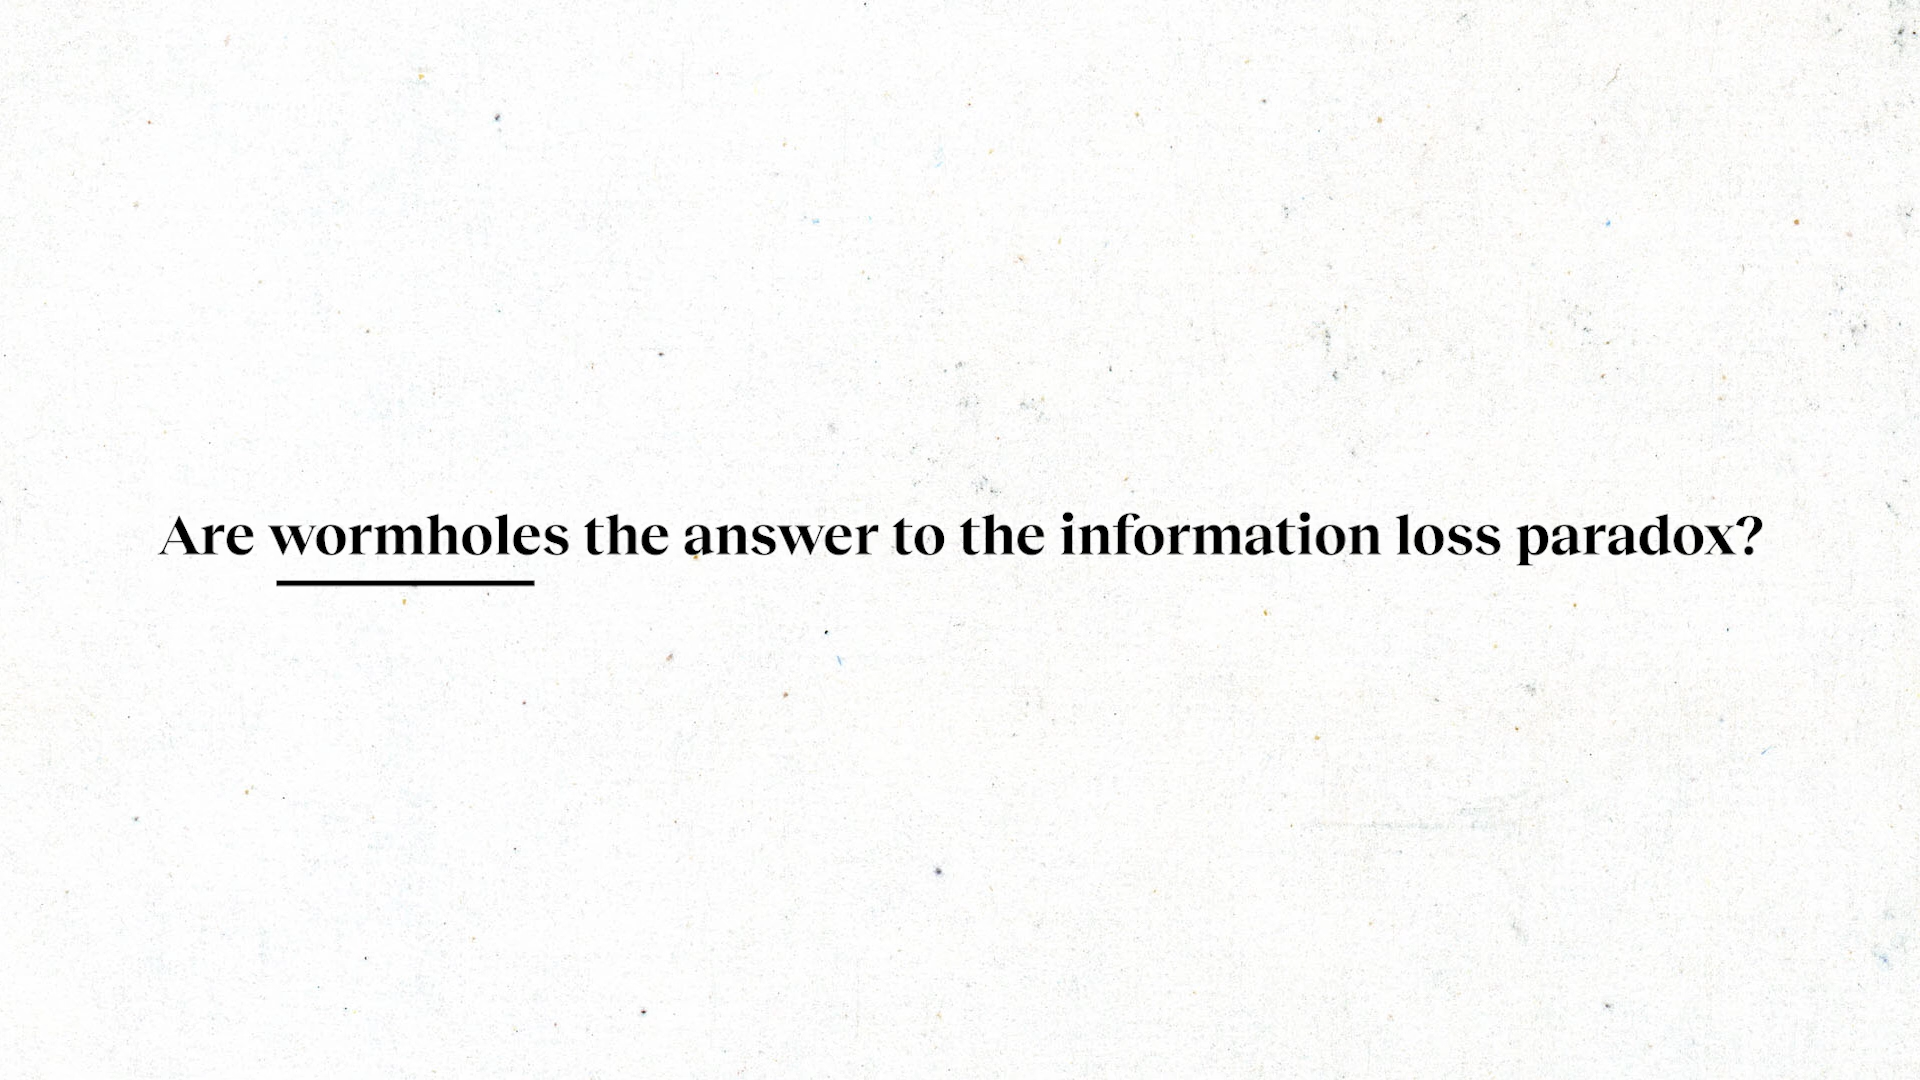 Are wormholes the answer to the information loss paradox?